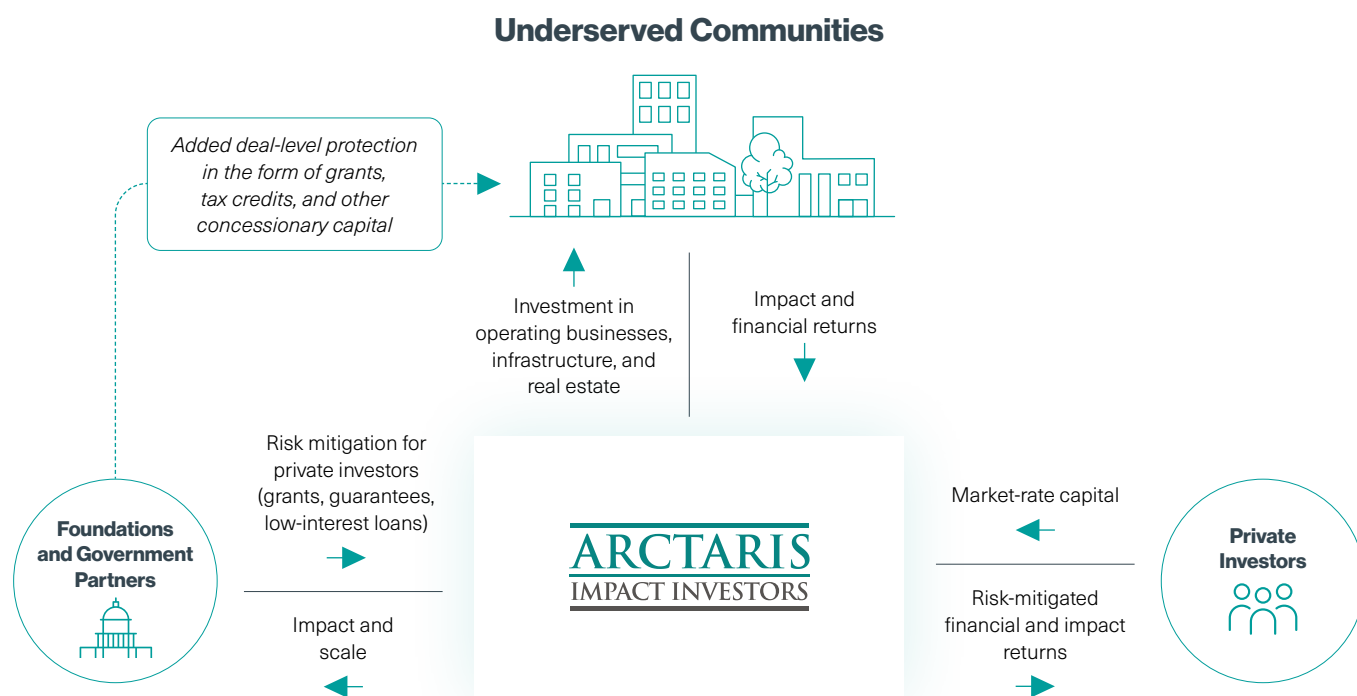 Underserved Communities
Added deal-level protection
in the form of grants,
tax credits, and other
concessionary capital
Investment in
operating businesses,
infrastructure, and
real estate
Impact and
financial returns
Risk mitigation for
private investors
(grants, guarantees,
low-interest loans)
Foundations
and Government
Partners
Impact and
scale
ARCTARIS
IMPACT INVESTORS
Market-rate capital
Private
Investors
Risk-mitigated
financial and impact
returns